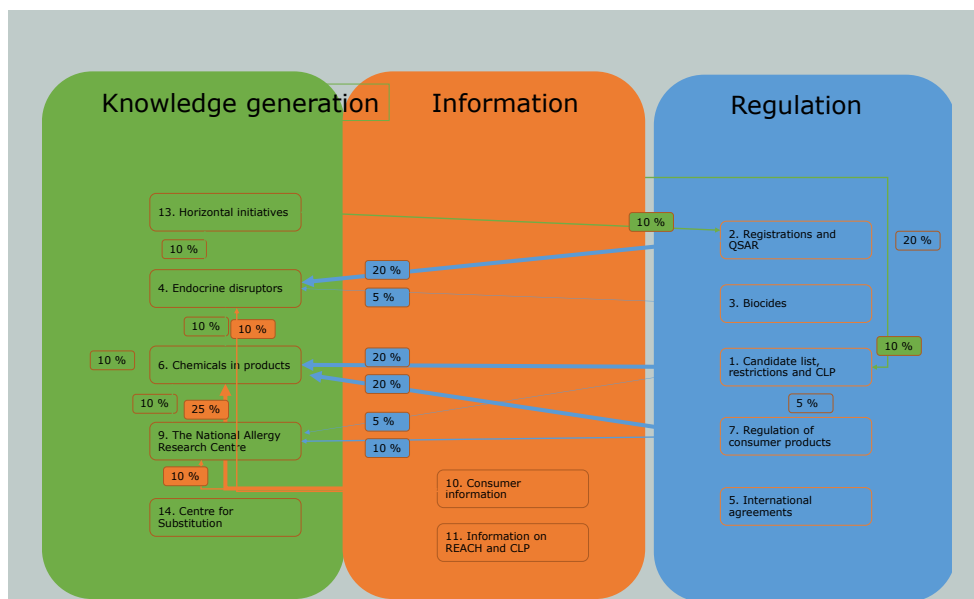 Knowledge generation
Information
Regulation
13. Horizontal initiatives
10 %
2. Registrations and
QSAR
20 %
10 %
20 %
4. Endocrine disruptors
5 %
3. Biocides
10 %
10 %
10 %
6. Chemicals in products
20 %
20 %
1. Candidate list,
restrictions and CLP
10 %
10 %
25 %
5 %
5 %
9. The National Allergy
Research Centre
10 %
7. Regulation of
consumer products
10 %
14. Centre for
Substitution
10. Consumer
information
5. International
agreements
11. Information on
REACH and CLP